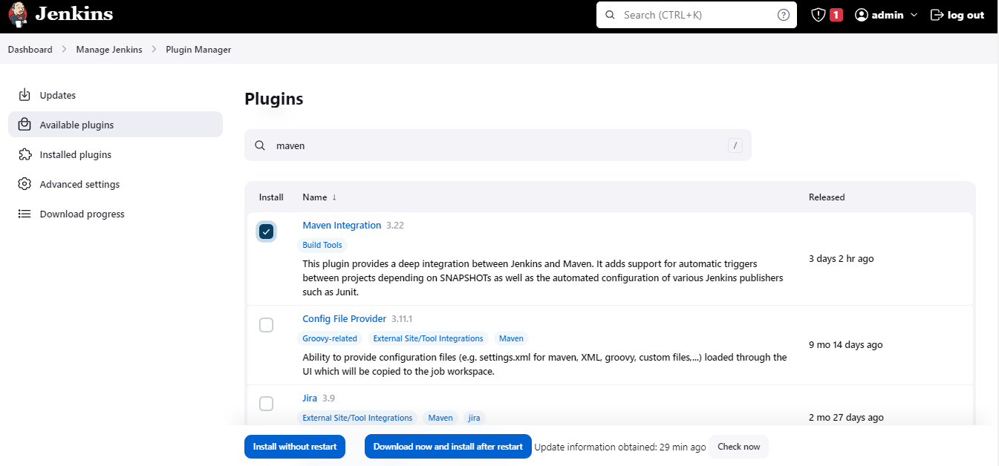 Jenkins
Search (CTRL+K)
?
1
admin
log out
Dashboard > Manage Jenkins > Plugin Manager
Updates
Available plugins
Installed plugins
Advanced settings
Download progress
Plugins
maven
/
Install Name ↓ Released
Maven Integration 3.22
Build Tools
This plugin provides a deep integration between Jenkins and Maven. It adds support for automatic triggers
between projects depending on SNAPSHOTs as well as the automated configuration of various Jenkins publishers
such as Junit.
3 days 2 hr ago
Config File Provider 3.11.1
Groovy-related External Site/Tool Integrations Maven
Ability to provide configuration files (e.g. settings.xml for maven, XML, groovy, custom files,...) loaded through the
UI which will be copied to the job workspace.
9 mo 14 days ago
Jira 3.9
External Site/Tool Integrations Maven jira
2 mo 27 days ago
Install without restart Download now and install after restart Update information obtained: 29 min ago Check now